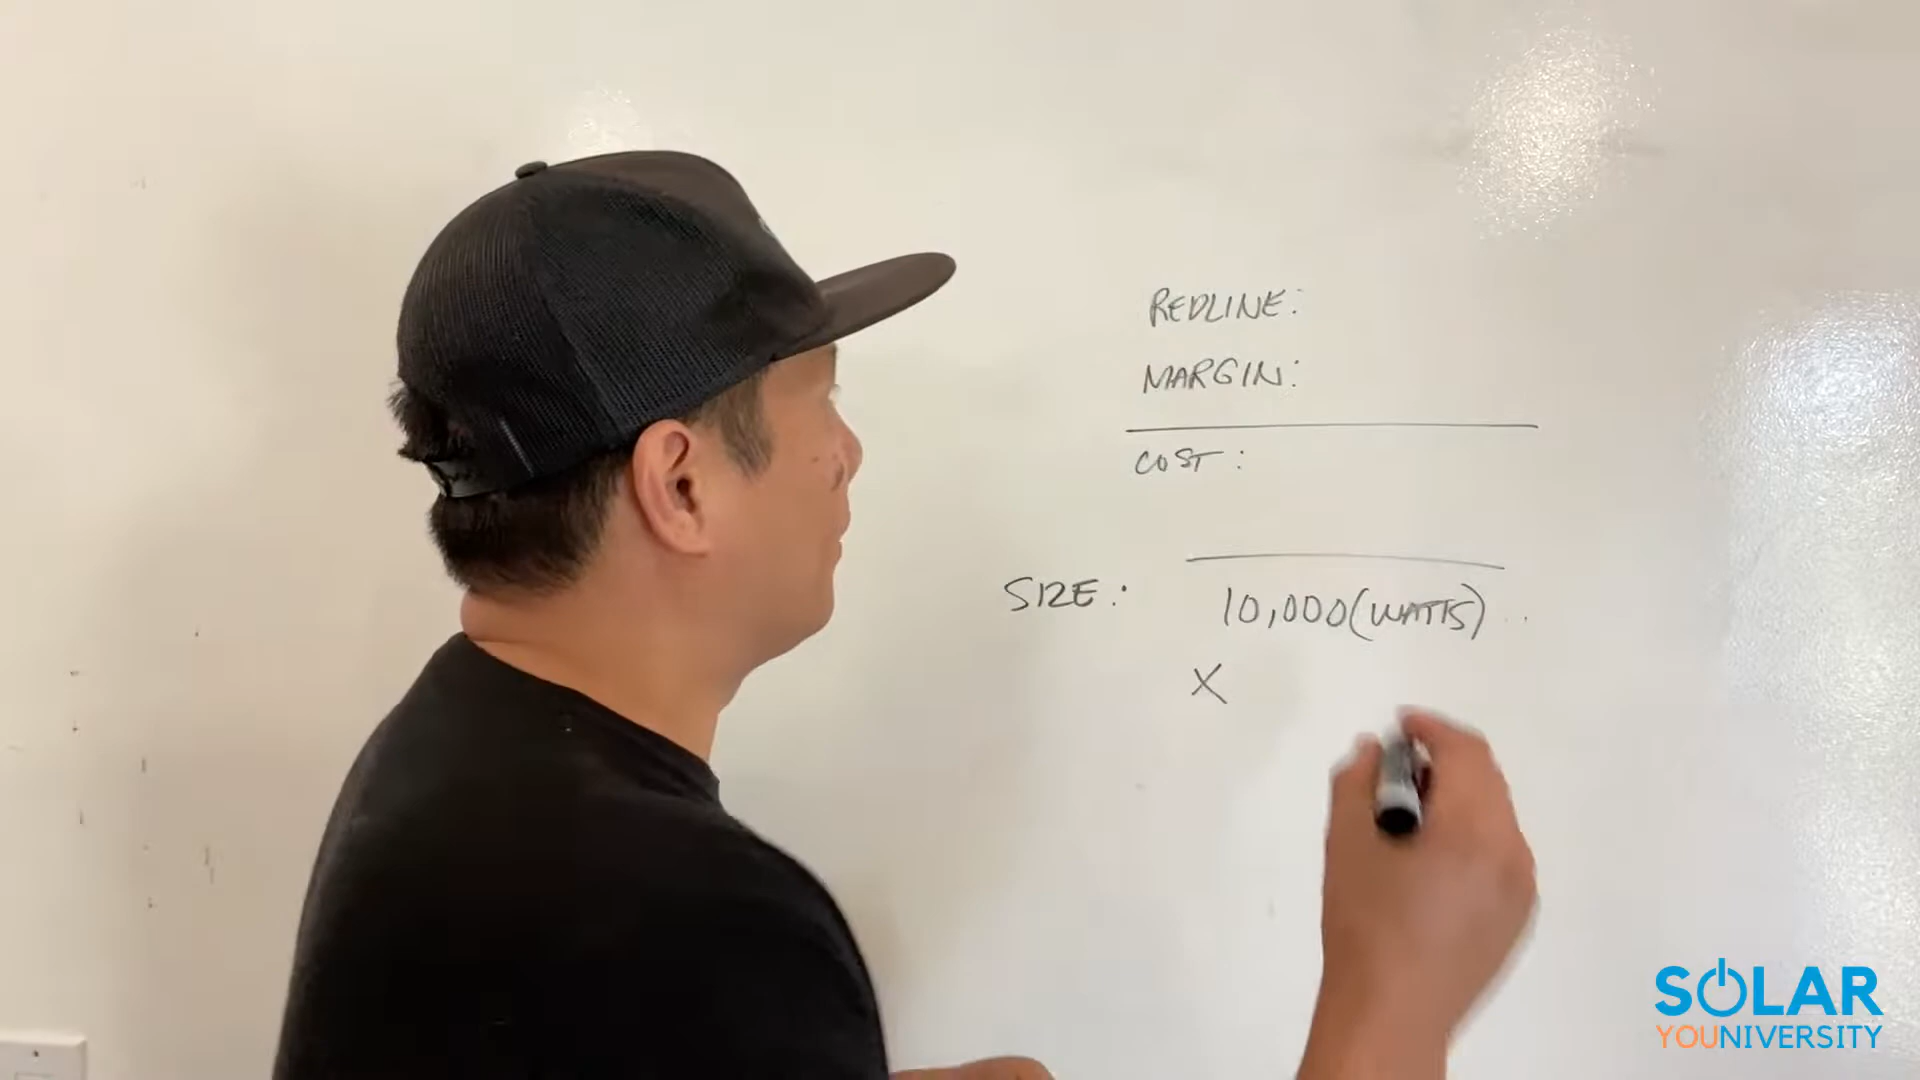 REDLINE:
MARGIN:
COST:
SIZE: 10,000(WATTS)
X
SOLAR
YOUNIVERSITY